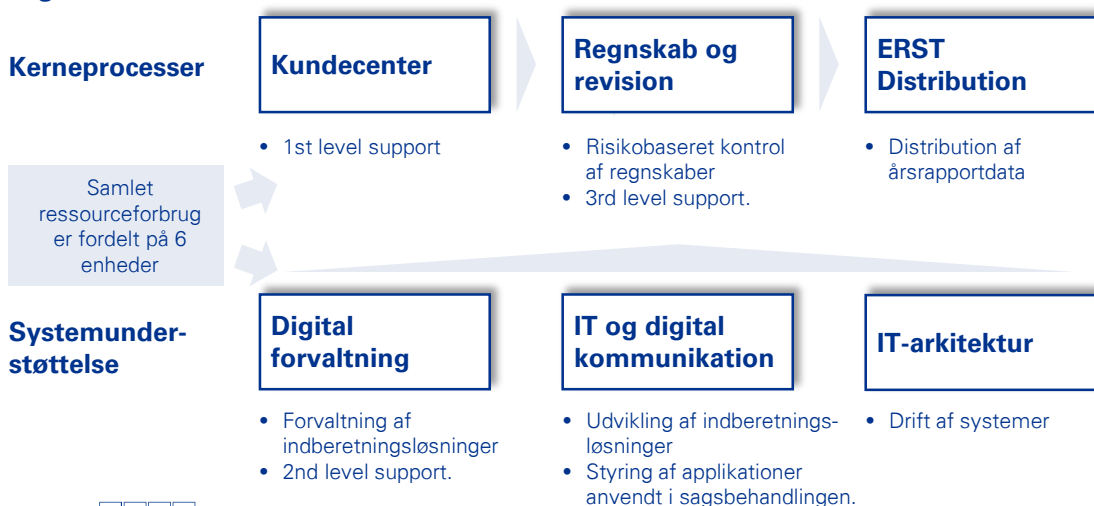 Kerneprocesser
Kundecenter
Regnskab og
revision
ERST
Distribution
• 1st level support
• Risikobaseret kontrol
af regnskaber
• 3rd level support.
• Distribution af
årsrapportdata
Samlet
ressourceforbrug
er fordelt på 6
enheder
Systemunder-
støttelse
Digital
forvaltning
IT og digital
kommunikation
IT-arkitektur
• Forvaltning af
indberetningsløsninger
• 2nd level support.
• Udvikling af indberetnings-
løsninger
• Styring af applikationer
anvendt i sagsbehandlingen.
• Drift af systemer